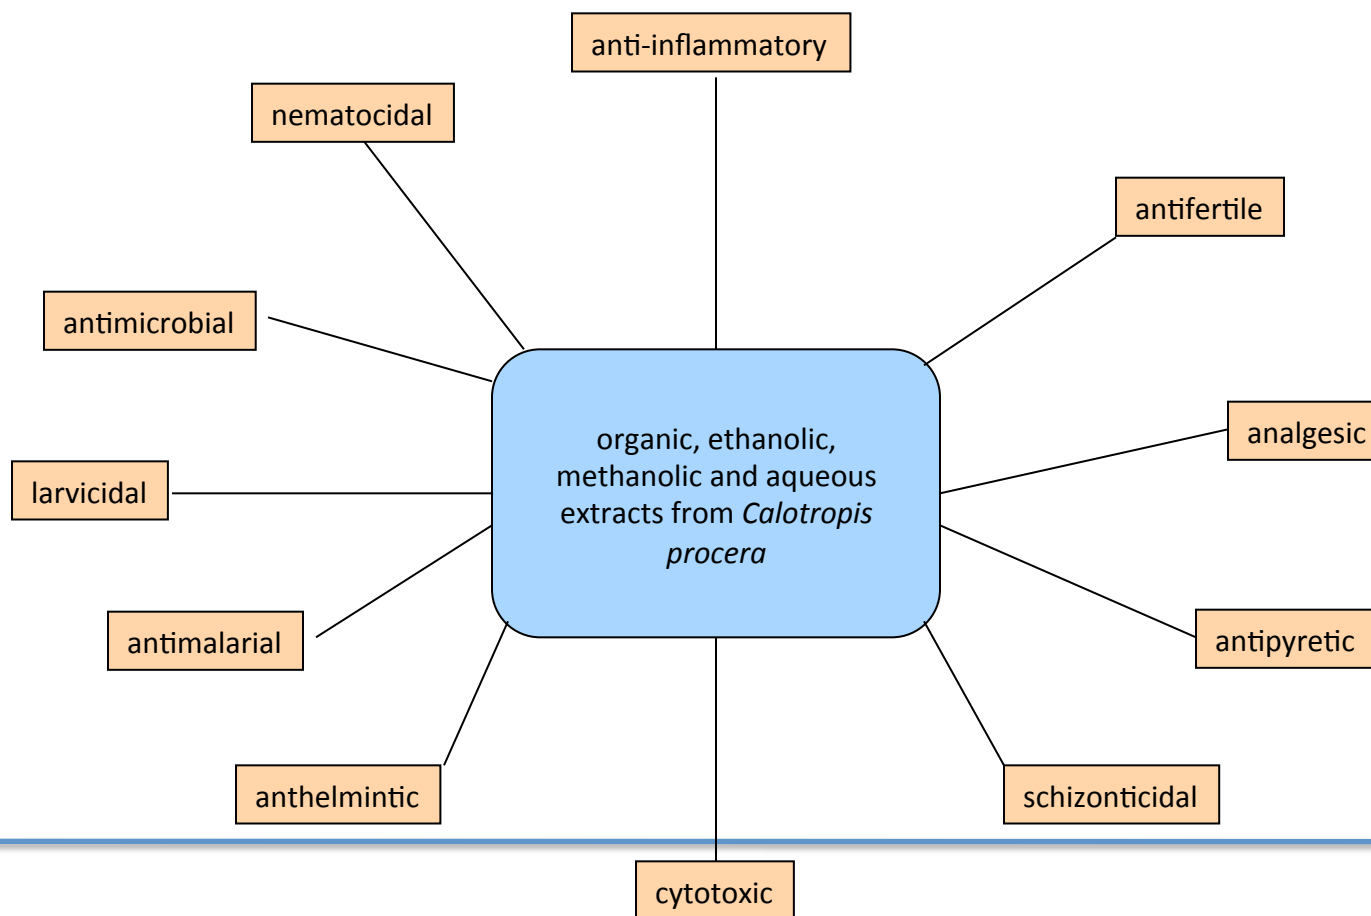 anti-inflammatory
nematocidal
antifertile
antimicrobial
analgesic
organic, ethanolic,
methanolic and aqueous
extracts from Calotropis
procera
larvicidal
antimalarial
antipyretic
anthelmintic
schizonticidal
cytotoxic